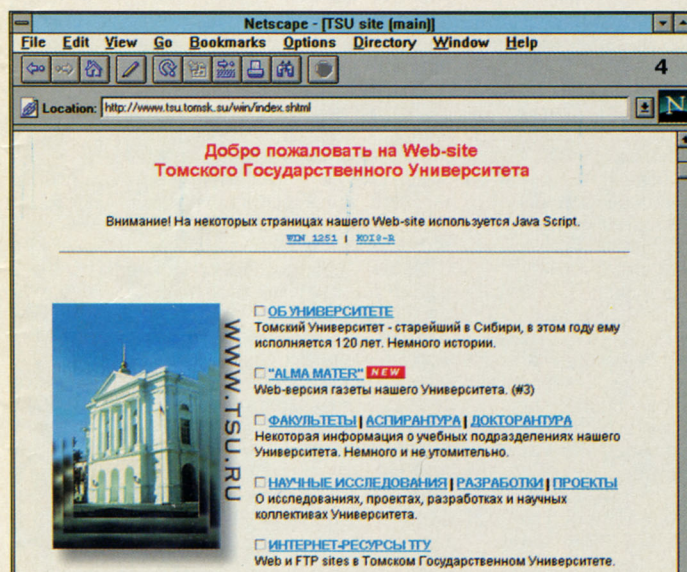 Netscape - [TSU site (main)]
File Edit View Go Bookmarks Options Directory Window Help
4
Location: http://www.tsu.tomsk.su/win/index.shtml
N
Добро пожаловать на Web-site
Томского Государственного Университета
Внимание! На некоторых страницах нашего Web-site используется Java Script.
WIN 1251 | KOI8-R
WWW.TSU.RU
ОБ УНИВЕРСИТЕТЕ
Томский Университет - старейший в Сибири, в этом году ему
исполняется 120 лет. Немного истории.
"ALMA MATER" NEW
Web-версия газеты нашего Университета. (#3)
ФАКУЛЬТЕТЫ | АСПИРАНТУРА | ДОКТОРАНТУРА
Некоторая информация о учебных подразделениях нашего
Университета. Немного и не утомительно.
НАУЧНЫЕ ИССЛЕДОВАНИЯ | РАЗРАБОТКИ | ПРОЕКТЫ
О исследованиях, проектах, разработках и научных
коллективах Университета.
ИНТЕРНЕТ-РЕСУРСЫ ТГУ
Web и FTP sites в Томском Государственном Университете.